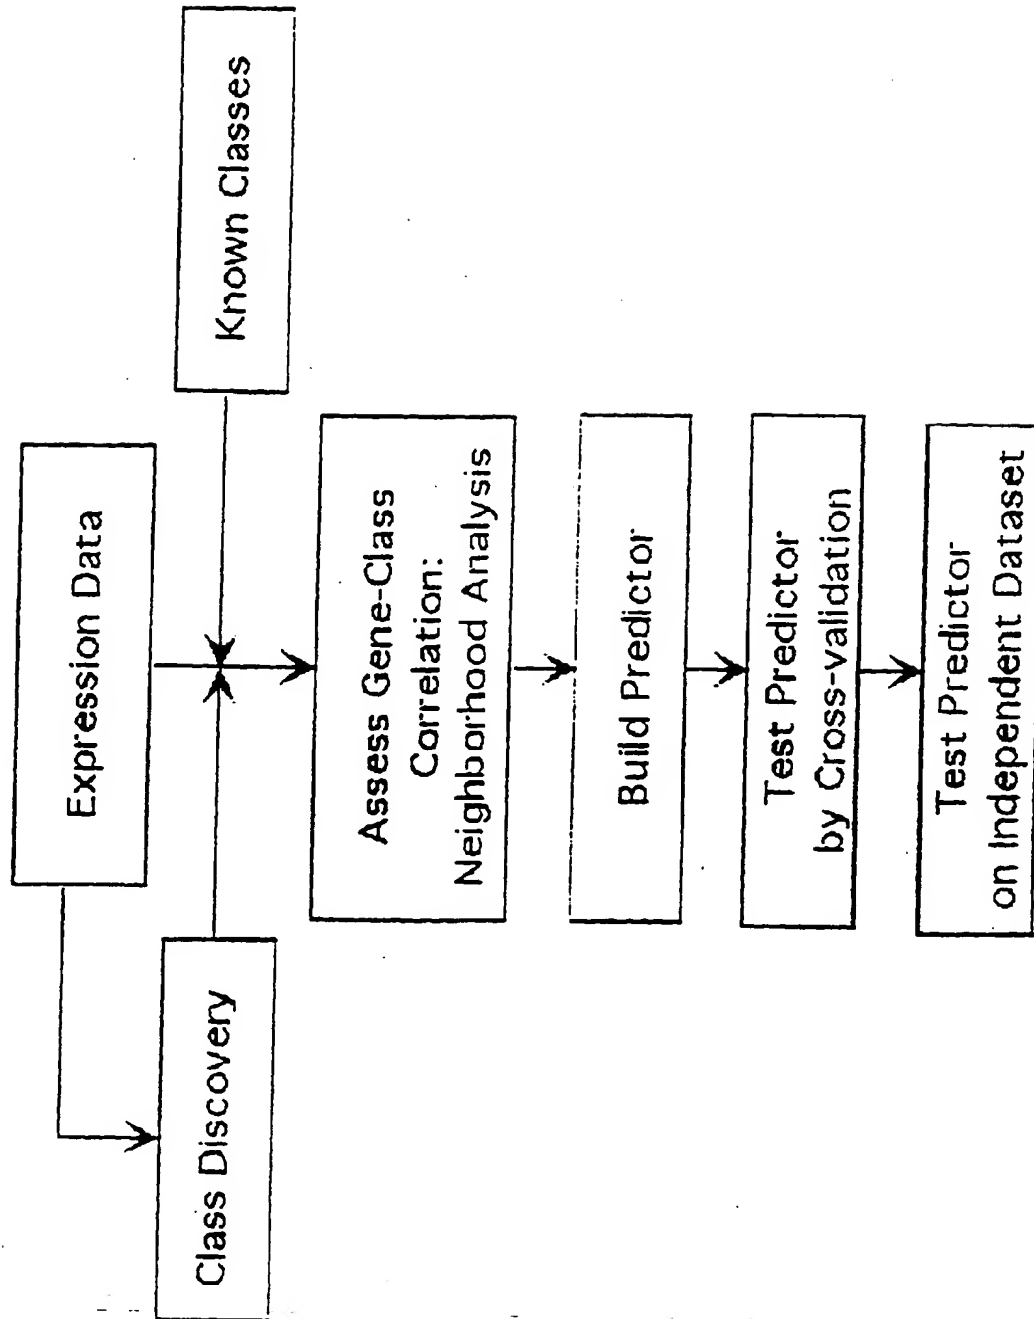 Expression Data
Class Discovery
Known Classes
Assess Gene-Class
Correlation:
Neighborhood Analysis
Build Predictor
Test Predictor
by Cross-validation
Test Predictor
on Independent Dataset